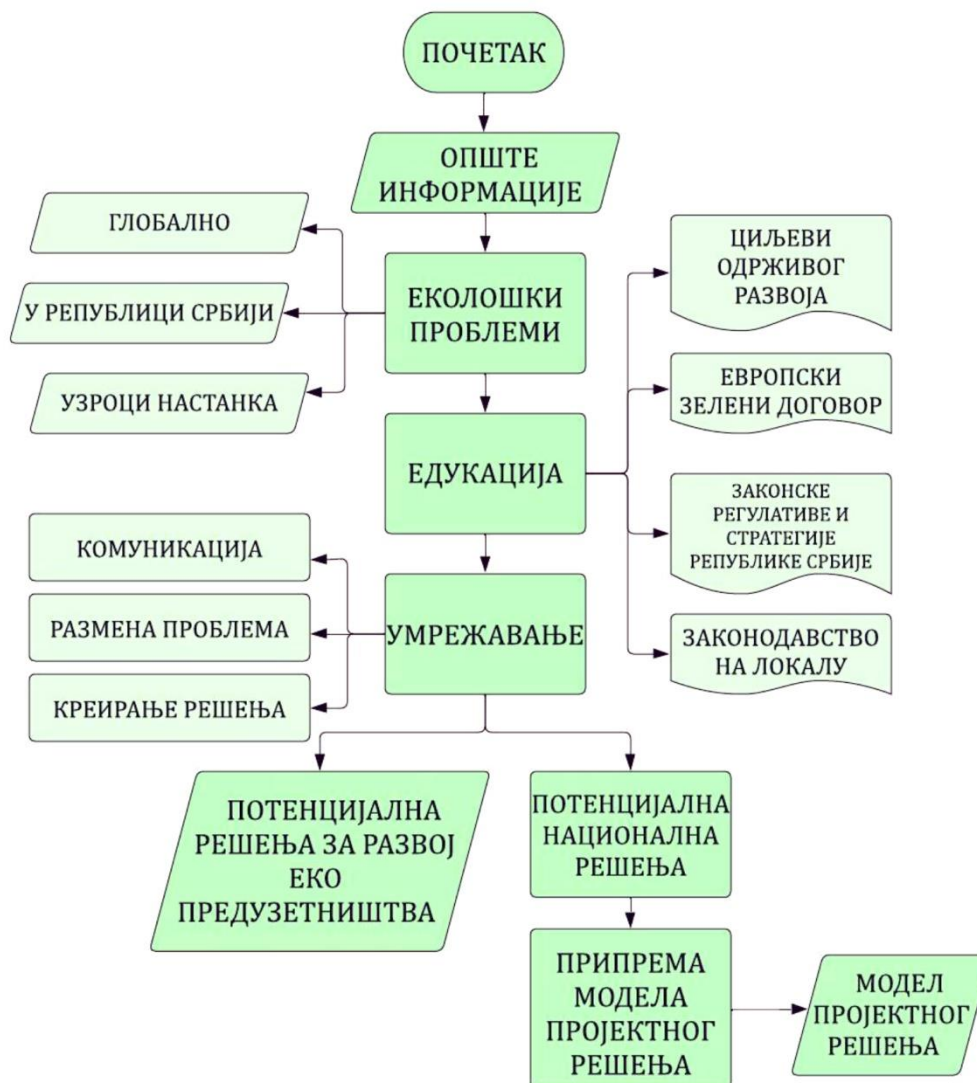 ПОЧЕТАК
ОПШТЕ
ИНФОРМАЦИЈЕ
ГЛОБАЛНО
У РЕПУБЛИЦИ СРБИЈИ
УЗРОЦИ НАСТАНКА
ЕКОЛОШКИ
ПРОБЛЕМИ
ЦИЉЕВИ
ОДРЖИВОГ
РАЗВОЈА
ЕВРОПСКИ
ЗЕЛЕНИ ДОГОВОР
ЕДУКАЦИЈА
ЗАКОНСКЕ
РЕГУЛАТИВЕ И
СТРАТЕГИЈЕ
РЕПУБЛИКЕ СРБИЈЕ
ЗАКОНОДАВСТВО
НА ЛОКАЛУ
КОМУНИКАЦИЈА
РАЗМЕНА ПРОБЛЕМА
КРЕИРАЊЕ РЕШЕЊА
УМРЕЖАВАЊЕ
ПОТЕНЦИЈАЛНА
РЕШЕЊА ЗА РАЗВОЈ
ЕКО
ПРЕДУЗЕТНИШТВА
ПОТЕНЦИЈАЛНА
НАЦИОНАЛНА
РЕШЕЊА
ПРИПРЕМА
МОДЕЛА
ПРОЈЕКТНОГ
РЕШЕЊА
МОДЕЛ
ПРОЈЕКТНОГ
РЕШЕЊА